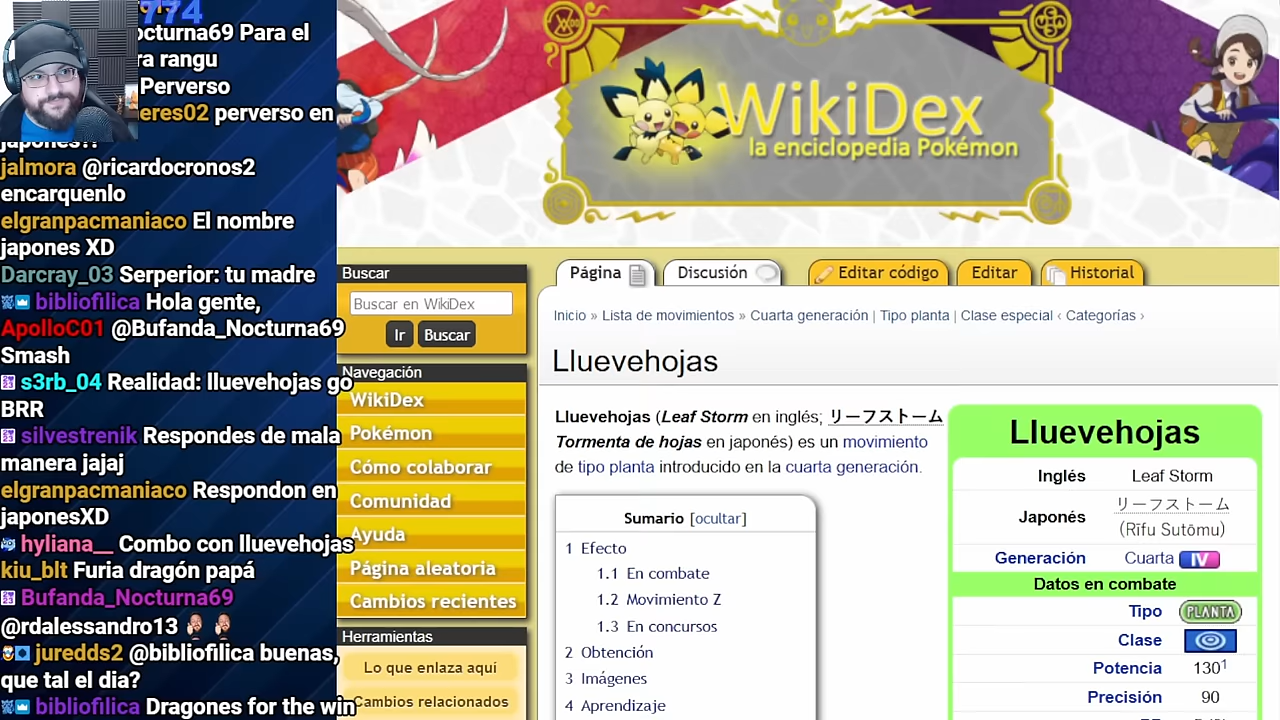 774
octurna69 Para el
ra rangu
Perverso
eres02 perverso en
japones??
jalmora @ricardocronos2
encarquenlo
elgranpacmaniaco El nombre
japones XD
Darcray_03 Serperior: tu madre
bibliofilica Hola gente,
ApolloC01 @Bufanda_Nocturna69
Smash
s3rb_04 Realidad: lluevehojas go
BRR
silvestrenik Respondes de mala
manera jajaj
elgranpacmaniaco Respondon en
japonesXD
hyliana__ Combo con lluevehojas
kiu_blt Furia dragón papá
Bufanda_Nocturna69
@rdalessandro13
juredds2 @bibliofilica buenas,
que tal el dia?
bibliofilica Dragones for the win
WikiDex
la enciclopedia Pokémon
Buscar
Buscar en WikiDex
Ir Buscar
Navegación
WikiDex
Pokémon
Cómo colaborar
Comunidad
Ayuda
Página aleatoria
Cambios recientes
Herramientas
Lo que enlaza aquí
Cambios relacionados
Página Discusión Editar código Editar Historial
Inicio » Lista de movimientos » Cuarta generación | Tipo planta | Clase especial ‹ Categorías ›
Lluevehojas
Lluevehojas (Leaf Storm en inglés; リーフストーム
Tormenta de hojas en japonés) es un movimiento
de tipo planta introducido en la cuarta generación.
Sumario [ocultar]
1 Efecto
1.1 En combate
1.2 Movimiento Z
1.3 En concursos
2 Obtención
3 Imágenes
4 Aprendizaje
Lluevehojas
Inglés Leaf Storm
Japonés リーフストーム
(Rīfu Sutōmu)
Generación Cuarta IV
Datos en combate
Tipo PLANTA
Clase
Potencia 130¹
Precisión 90